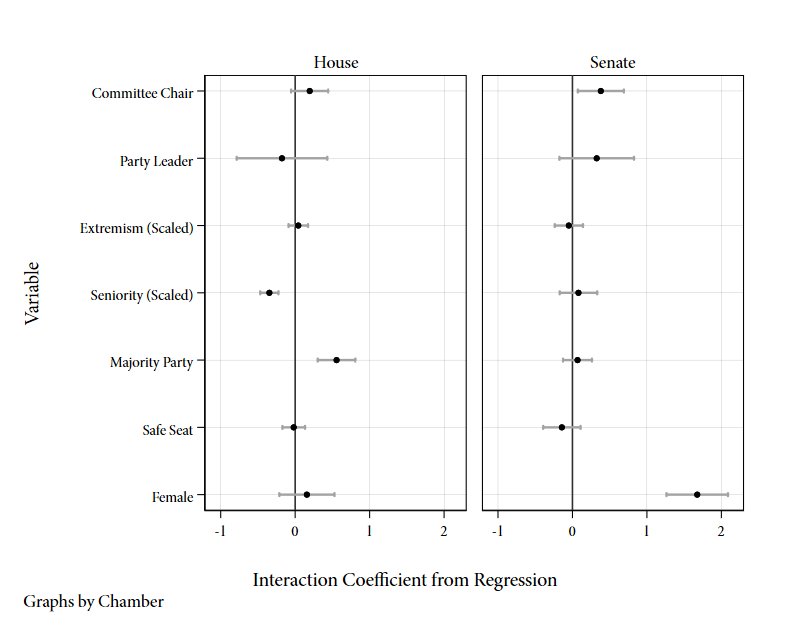 House
Senate
Committee Chair
Party Leader
Extremism (Scaled)
Seniority (Scaled)
Majority Party
Safe Seat
Female
Variable
-1 0 1 2
-1 0 1 2
Interaction Coefficient from Regression
Graphs by Chamber